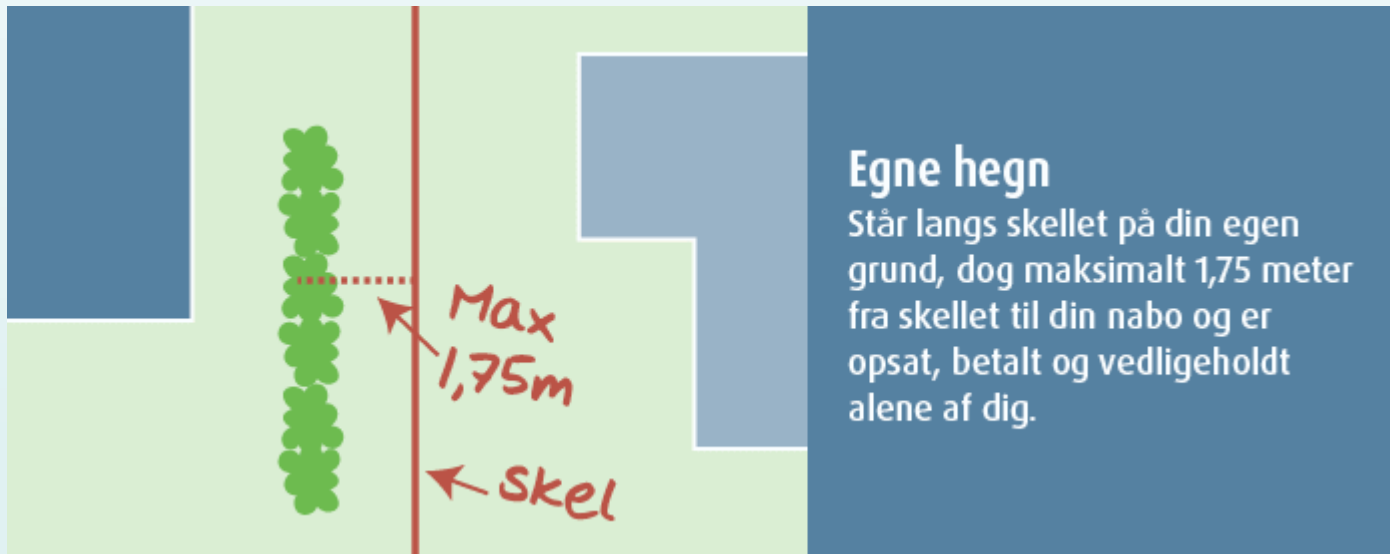 Max
1,75m
skel
Egne hegn
Står langs skellet på din egen
grund, dog maksimalt 1,75 meter
fra skellet til din nabo og er
opsat, betalt og vedligeholdt
alene af dig.